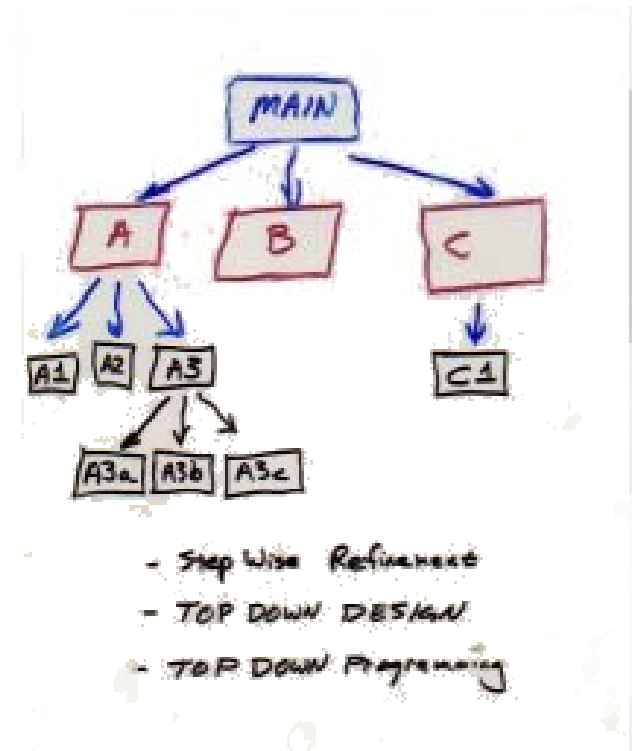 MAIN
A B C
A1 A2 A3 C1
A3a A3b A3c
- Step Wise Refinement
- TOP DOWN DESIGN
- TOP DOWN Programming